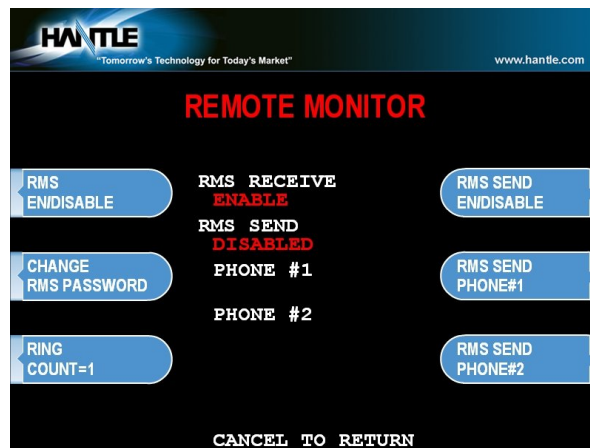 HANTLE
"Tomorrow's Technology for Today's Market"
www.hantle.com
REMOTE MONITOR
RMS
EN/DISABLE
RMS RECEIVE
ENABLE
RMS SEND
EN/DISABLE
RMS SEND
DISABLED
CHANGE
RMS PASSWORD
PHONE #1
RMS SEND
PHONE#1
PHONE #2
RING
COUNT=1
RMS SEND
PHONE#2
CANCEL TO RETURN